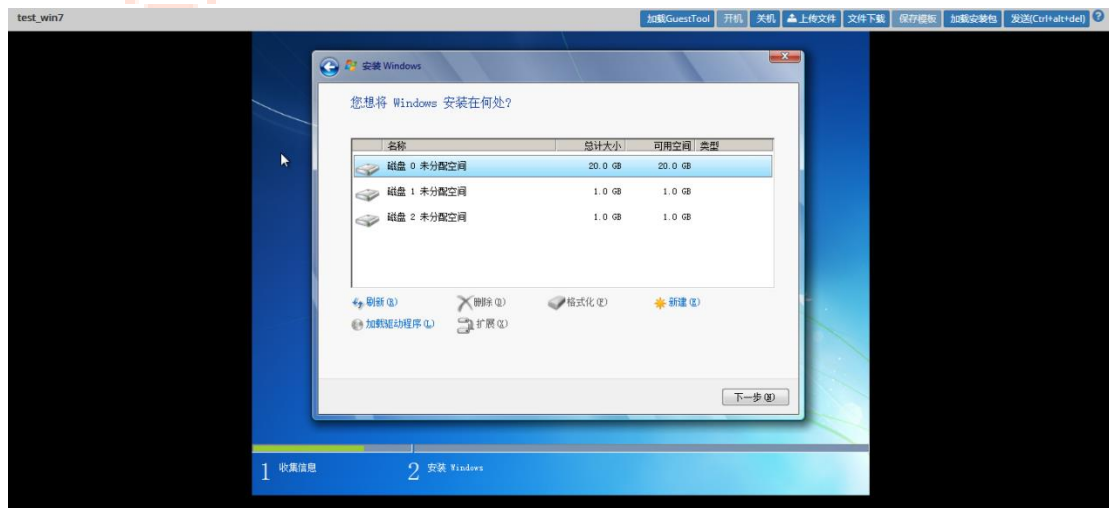 test_win7 加载GuestTool 开机 关机 上传文件 文件下载 保存模板 加载安装包 发送(Ctrl+alt+del) ?
安装 Windows
您想将 Windows 安装在何处?
名称 总计大小 可用空间 类型
磁盘 0 未分配空间 20.0 GB 20.0 GB
磁盘 1 未分配空间 1.0 GB 1.0 GB
磁盘 2 未分配空间 1.0 GB 1.0 GB
刷新(R) 删除(D) 格式化(F) 新建(E)
加载驱动程序(L) 扩展(X)
下一步(N)
1 收集信息 2 安装 Windows